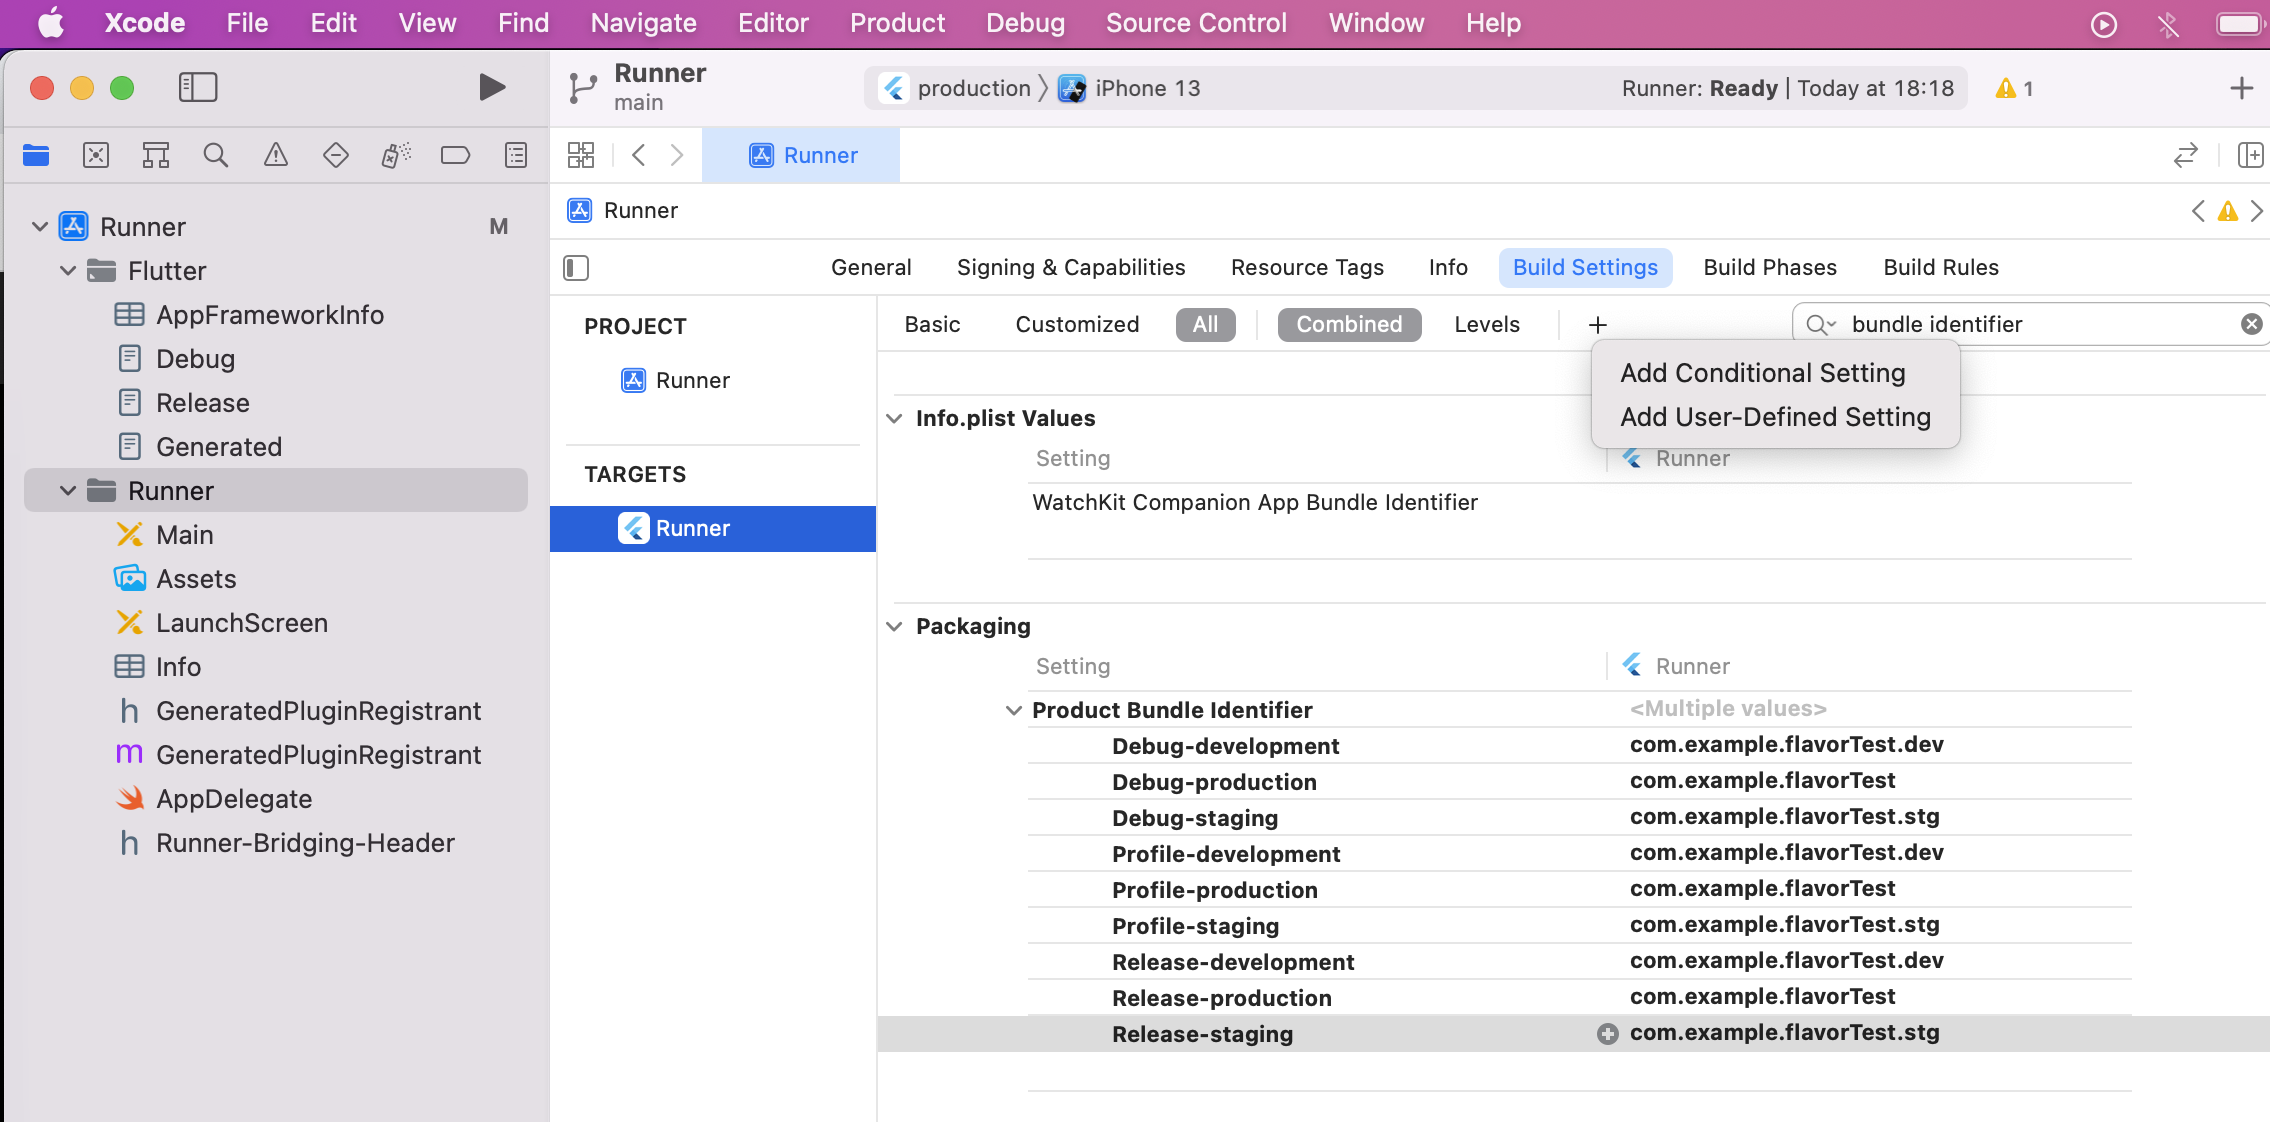 Xcode File Edit View Find Navigate Editor Product Debug Source Control Window Help
Runner
main
production iPhone 13
Runner: Ready | Today at 18:18
1
Runner
Runner
Runner M
Flutter
AppFrameworkInfo
Debug
Release
Generated
Runner
Main
Assets
LaunchScreen
Info
h GeneratedPluginRegistrant
m GeneratedPluginRegistrant
AppDelegate
h Runner-Bridging-Header
General Signing & Capabilities Resource Tags Info Build Settings Build Phases Build Rules
PROJECT
Runner
TARGETS
Runner
Basic Customized All Combined Levels + bundle identifier
Add Conditional Setting
Add User-Defined Setting
Info.plist Values
Setting Runner
WatchKit Companion App Bundle Identifier
Packaging
Setting Runner
Product Bundle Identifier <Multiple values>
Debug-development com.example.flavorTest.dev
Debug-production com.example.flavorTest
Debug-staging com.example.flavorTest.stg
Profile-development com.example.flavorTest.dev
Profile-production com.example.flavorTest
Profile-staging com.example.flavorTest.stg
Release-development com.example.flavorTest.dev
Release-production com.example.flavorTest
Release-staging com.example.flavorTest.stg